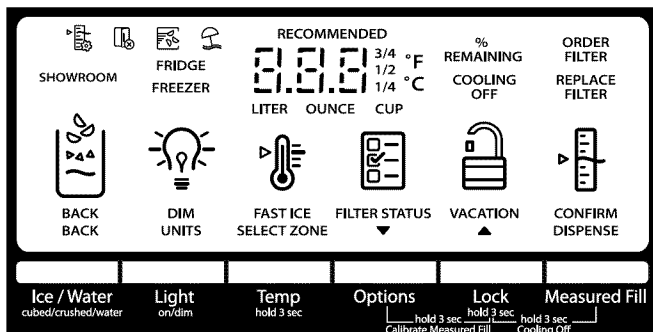 RECOMMENDED
SHOWROOM
FRIDGE
FREEZER
8.8.8
3/4
1/2
1/4
°F
°C
LITER OUNCE CUP
%
REMAINING
COOLING
OFF
ORDER
FILTER
REPLACE
FILTER
BACK
BACK
DIM
UNITS
FAST ICE
SELECT ZONE
FILTER STATUS
VACATION
CONFIRM
DISPENSE
Ice / Water
cubed/crushed/water
Light
on/dim
Temp
hold 3 sec
Options
Lock
hold 3 sec
Measured Fill
hold 3 sec
Calibrate Measured Fill
hold 3 sec
Cooling Off